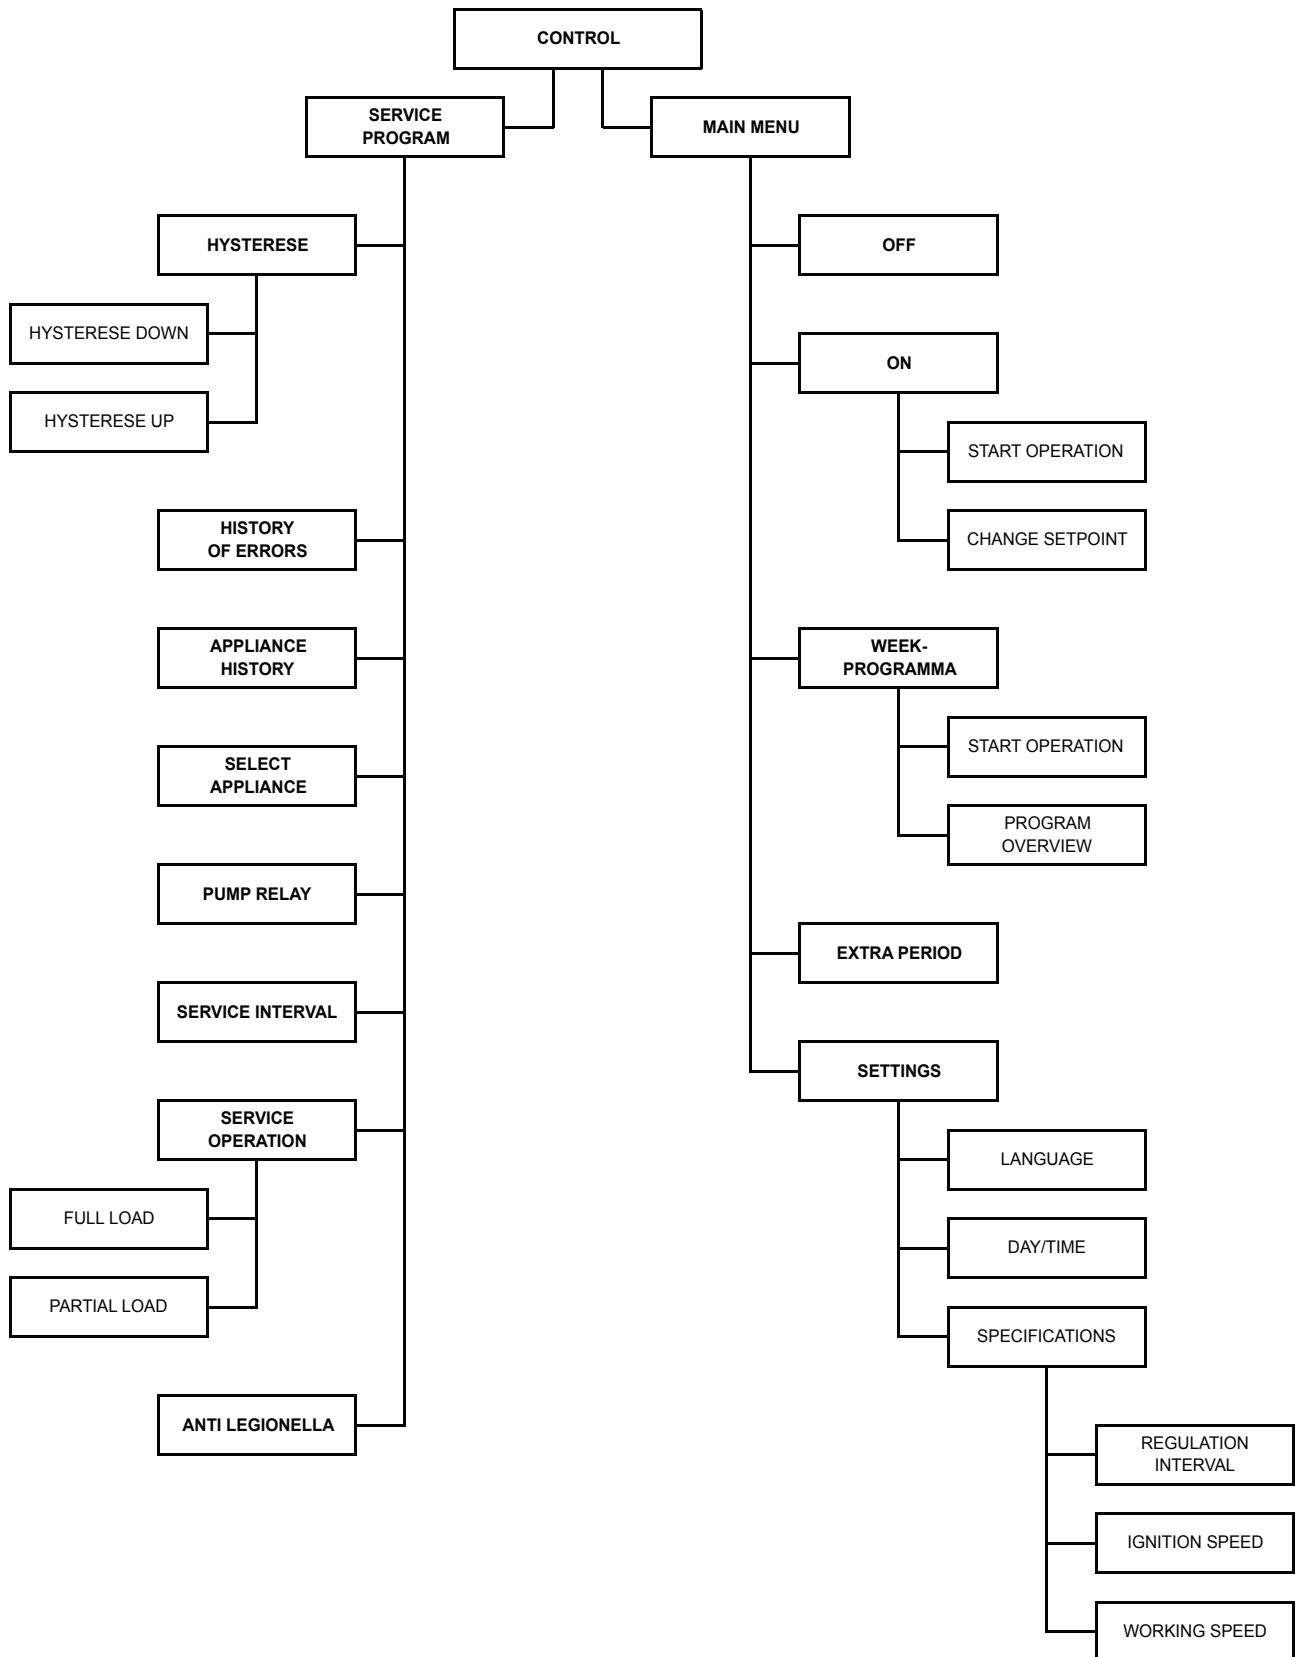 CONTROL
SERVICE
PROGRAM
MAIN MENU
HYSTERESE
HYSTERESE DOWN
HYSTERESE UP
HISTORY
OF ERRORS
APPLIANCE
HISTORY
SELECT
APPLIANCE
PUMP RELAY
SERVICE INTERVAL
SERVICE
OPERATION
FULL LOAD
PARTIAL LOAD
ANTI LEGIONELLA
OFF
ON
START OPERATION
CHANGE SETPOINT
WEEK-
PROGRAMMA
START OPERATION
PROGRAM
OVERVIEW
EXTRA PERIOD
SETTINGS
LANGUAGE
DAY/TIME
SPECIFICATIONS
REGULATION
INTERVAL
IGNITION SPEED
WORKING SPEED